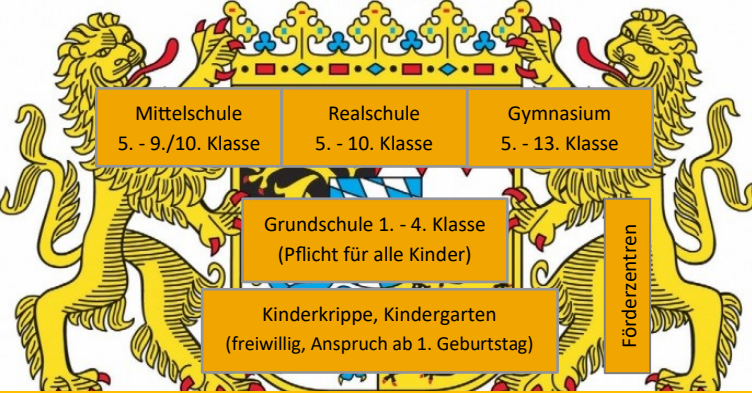 Mittelschule
5. - 9./10. Klasse
Realschule
5. - 10. Klasse
Gymnasium
5. - 13. Klasse
Grundschule 1. - 4. Klasse
(Pflicht für alle Kinder)
Förderzentren
Kinderkrippe, Kindergarten
(freiwillig, Anspruch ab 1. Geburtstag)